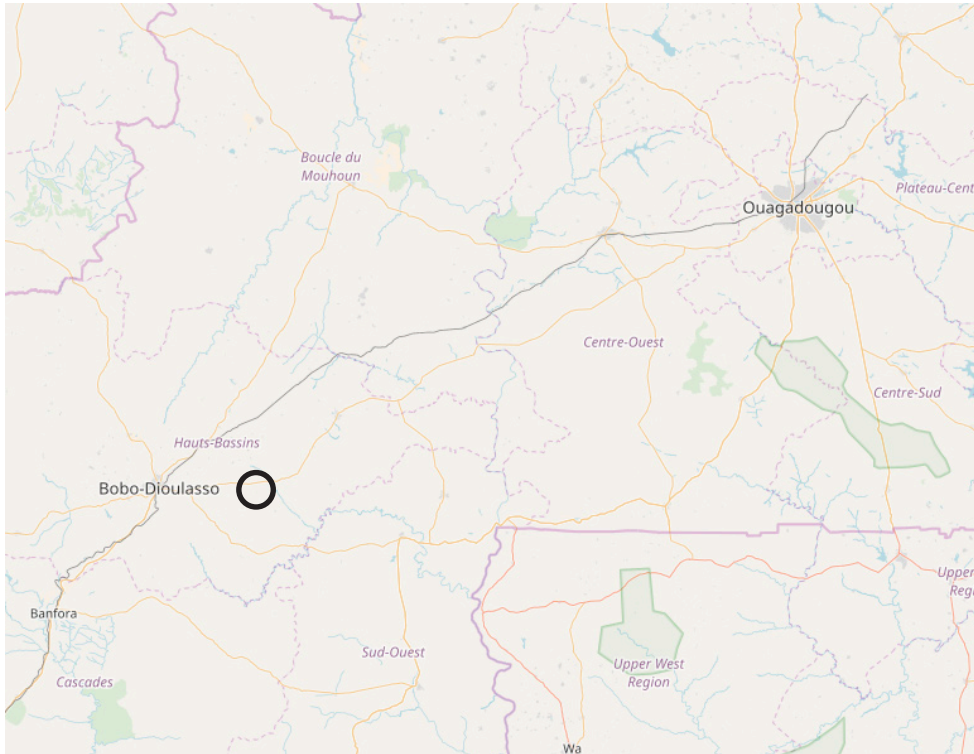 Boucle du
Mouhoun
Plateau-Cent
Ouagadougou
Centre-Ouest
Centre-Sud
Hauts-Bassins
Bobo-Dioulasso
Upper
Regi
Banfora
Sud-Ouest
Upper West
Region
Cascades
Wa